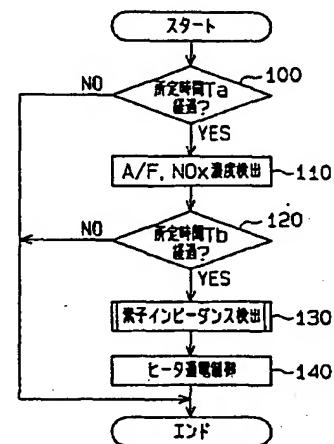 スタート
所定時間Ta
経過?
100
NO
YES
A/F, NOx濃度検出
110
所定時間Tb
経過?
120
NO
YES
素子インピーダンス検出
130
ヒータ通電制御
140
エンド